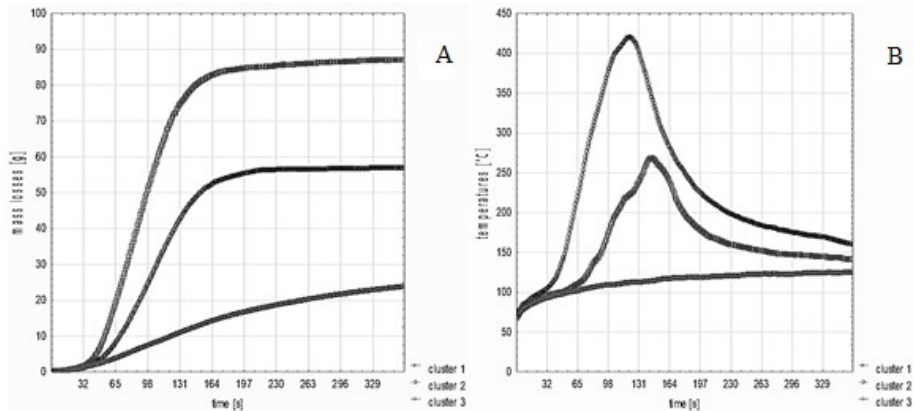 A
100
90
80
70
60
50
40
30
20
10
0
mass losses [g]
32 65 98 131 164 197 230 263 296 329
time [s]
cluster 1
cluster 2
cluster 3
B
450
400
350
300
250
200
150
100
50
0
temperatures [°C]
32 65 98 131 164 197 230 263 296 329
time [s]
cluster 1
cluster 2
cluster 3